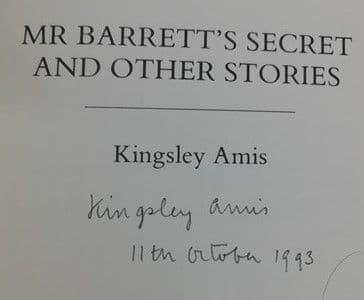 MR BARRETT'S SECRET
AND OTHER STORIES
Kingsley Amis
Kingsley Amis
11th October 1993